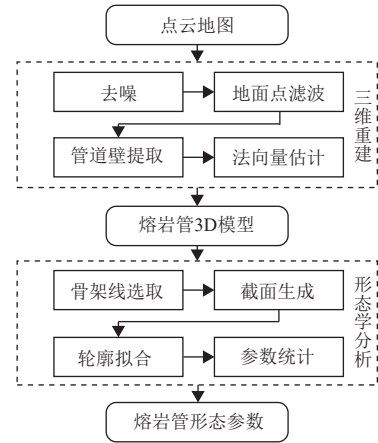 点云地图
去噪
地面点滤波
管道壁提取
法向量估计
三维重建
熔岩管3D模型
骨架线选取
截面生成
轮廓拟合
参数统计
形态学分析
熔岩管形态参数